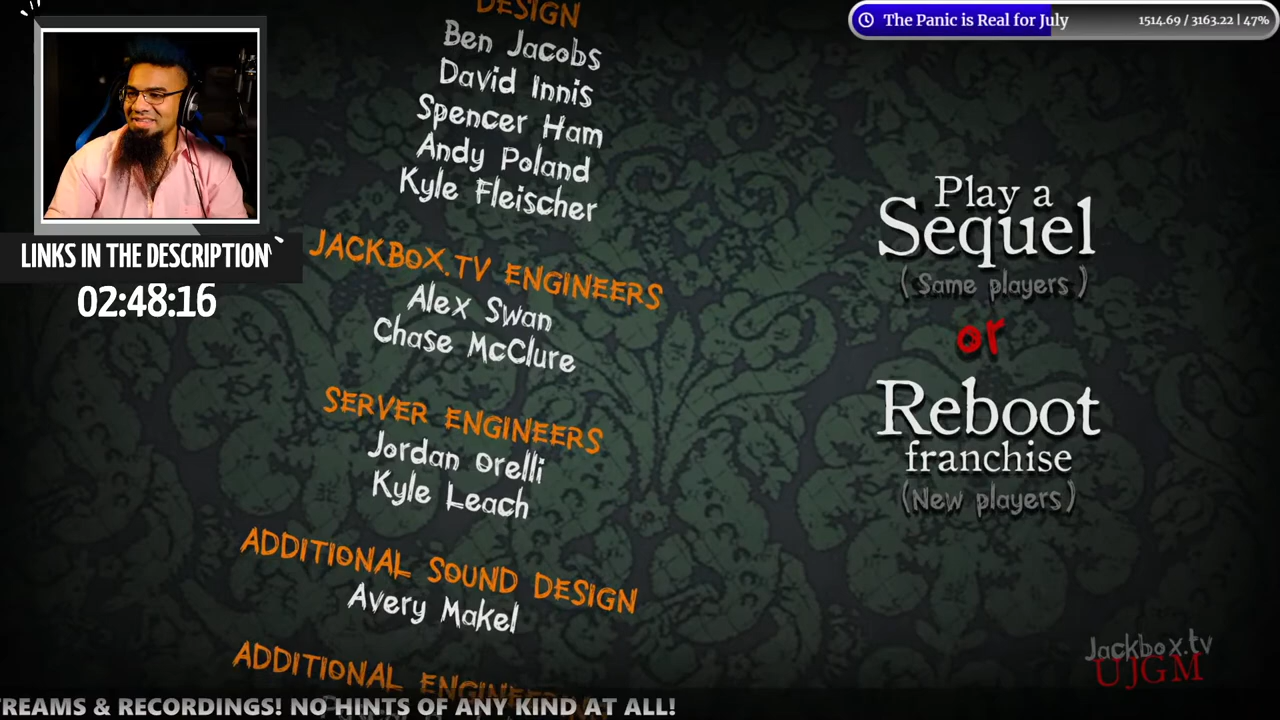 The Panic is Real for July
1514.69 / 3163.22 | 47%
LINKS IN THE DESCRIPTION
02:48:16
DESIGN
Ben Jacobs
David Innis
Spencer Ham
Andy Poland
Kyle Fleischer
JACKBOX.TV ENGINEERS
Alex Swan
Chase McClure
SERVER ENGINEERS
Jordan Orelli
Kyle Leach
ADDITIONAL SOUND DESIGN
Avery Makel
ADDITIONAL
Play a
Sequel
(Same players)
or
Reboot
franchise
(New players)
Jackbox.tv
UJGM
TREAMS & RECORDINGS! NO HINTS OF ANY KIND AT ALL!